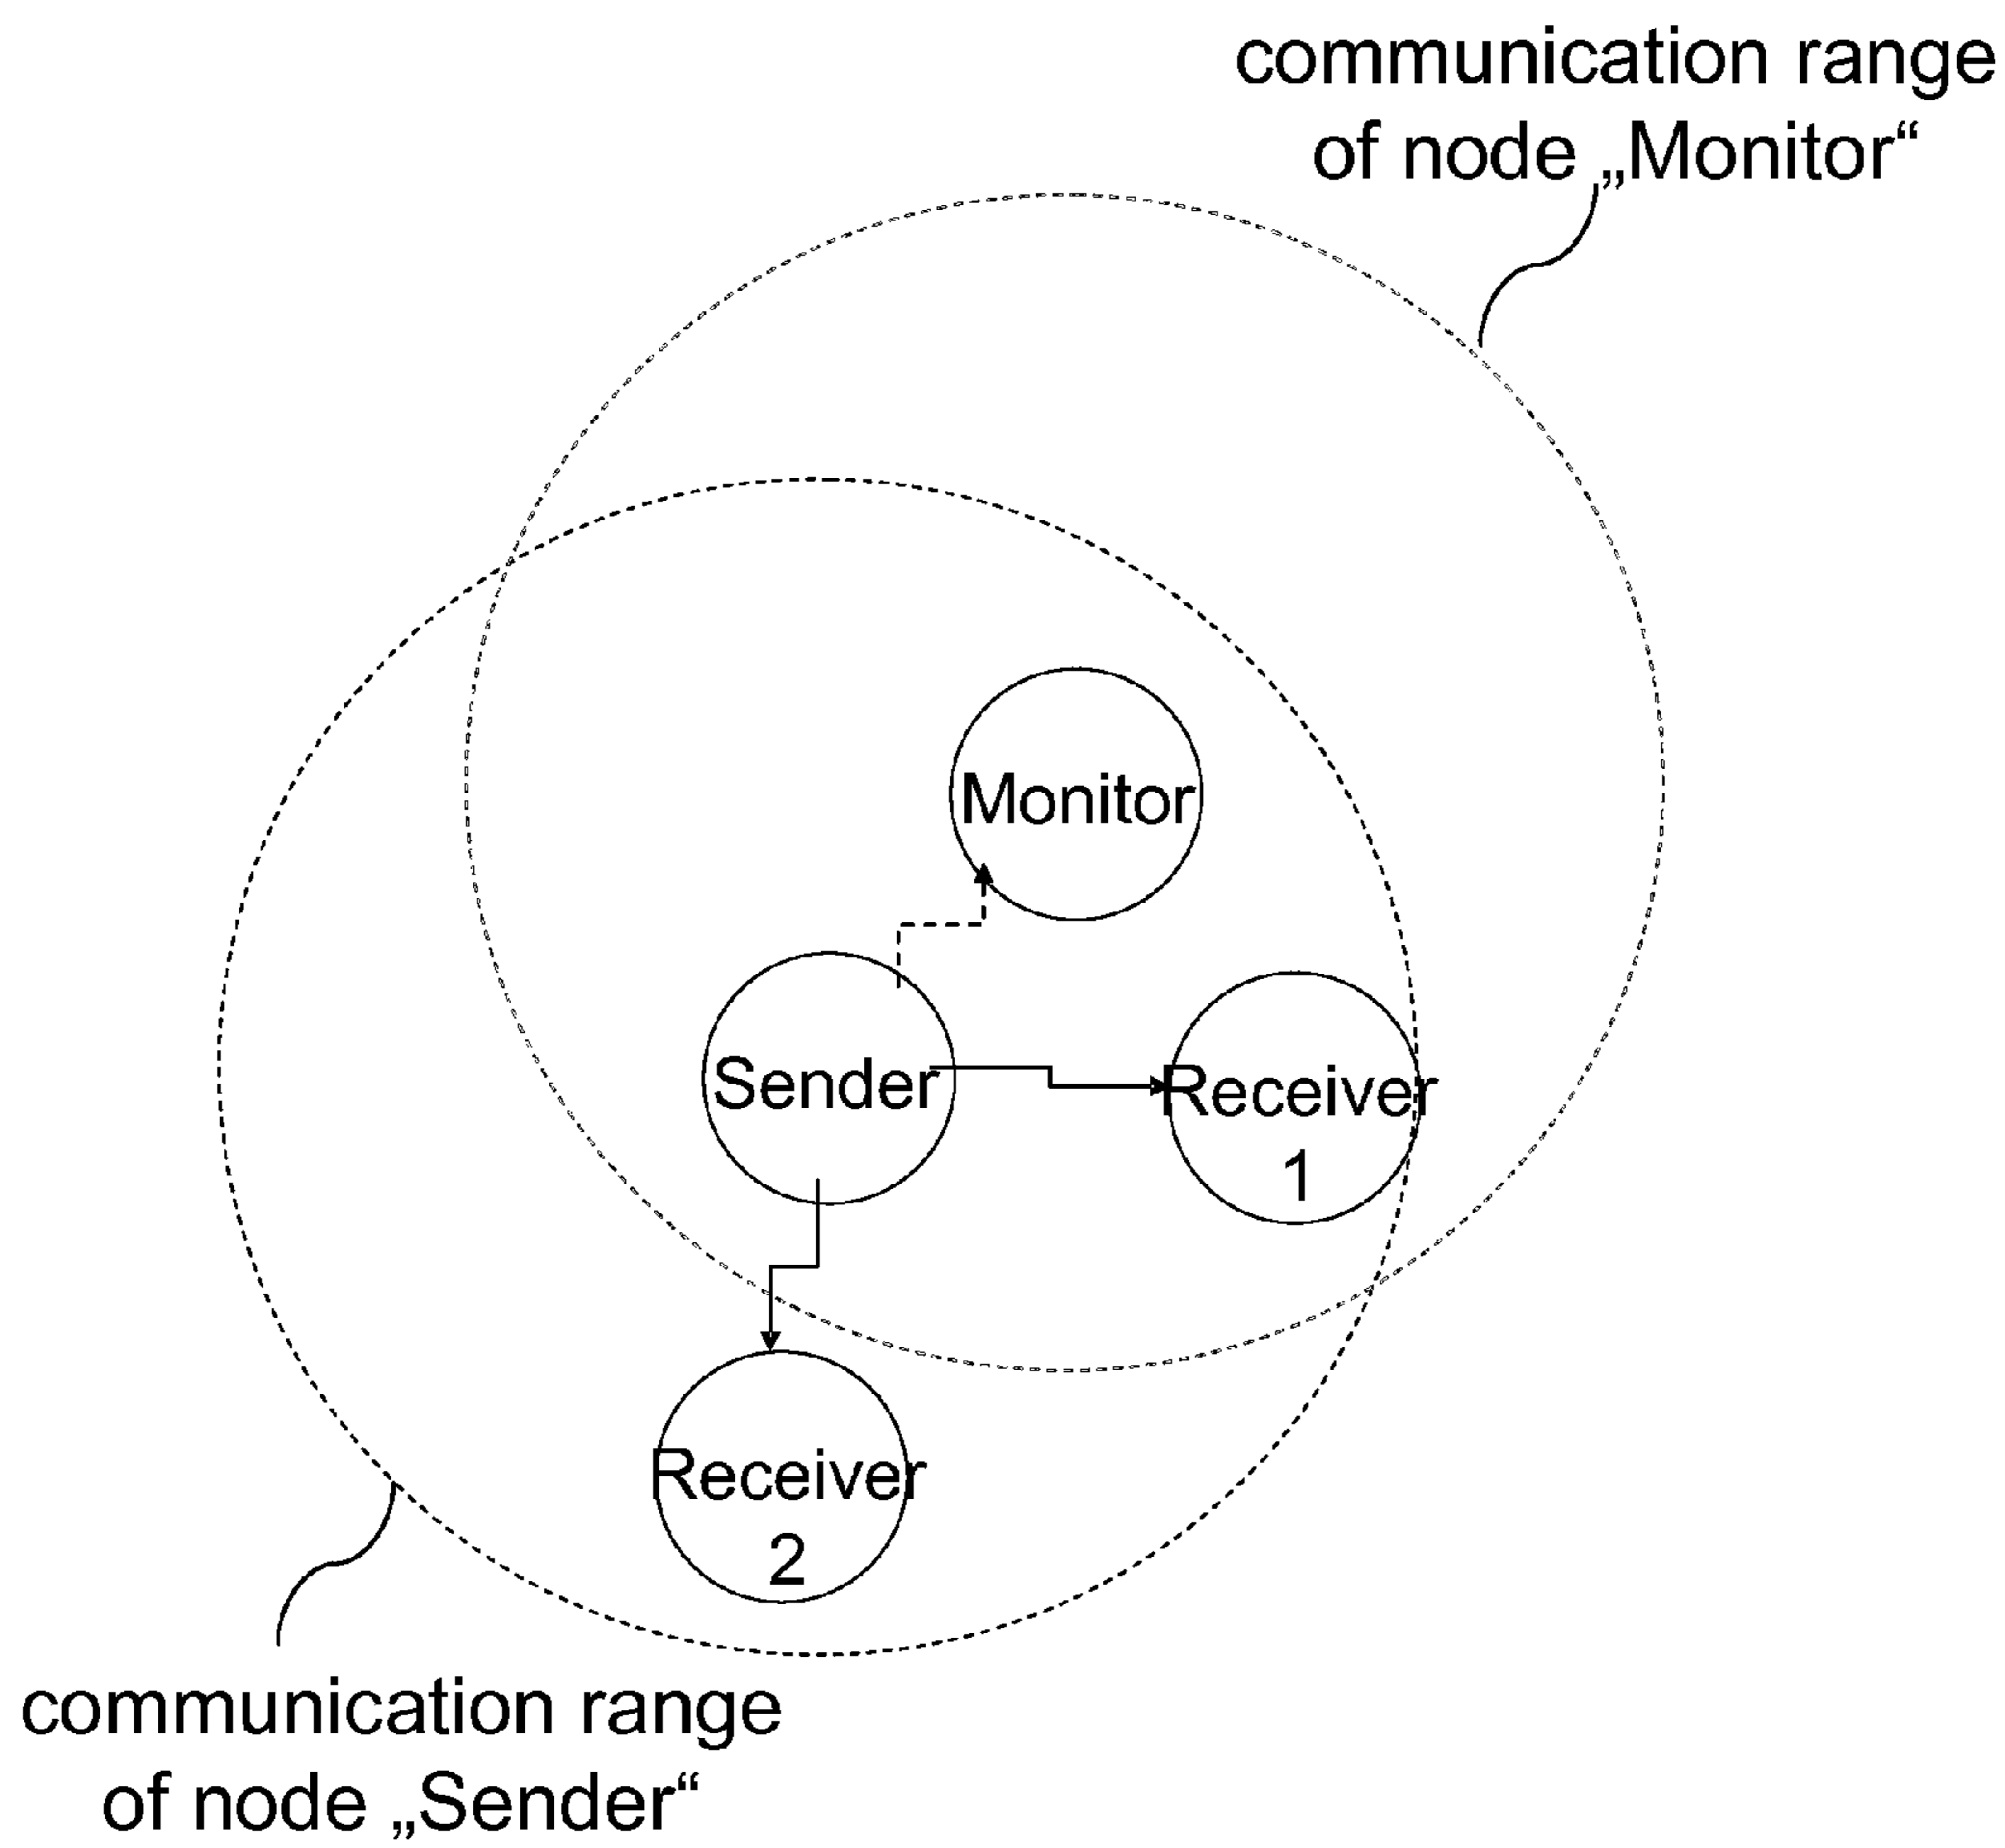 communication range
of node „Monitor“
Monitor
Sender
Receiver
1
Receiver
2
communication range
of node „Sender“